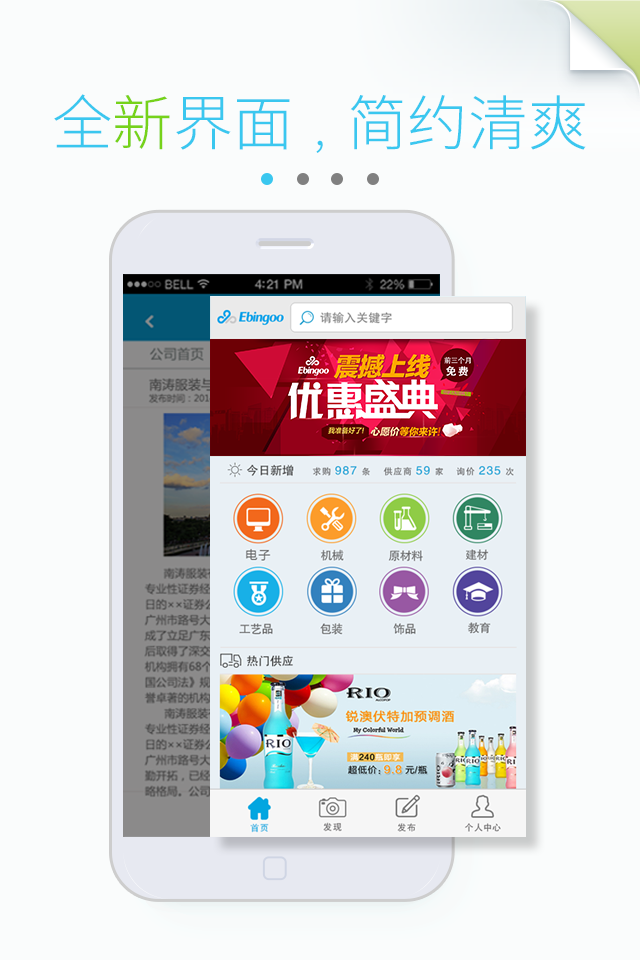 全新界面，简约清爽
BELL 4:21 PM 22%
Ebingoo 请输入关键字
公司首页
Ebingoo 震撼上线 前三个月免费
优惠盛典
我准备好了! 心愿价等你来许!
南涛服装与
发布时间：201
今日新增 求购 987 条 供应商 59 家 询价 235 次
电子 机械 原材料 建材
工艺品 包装 饰品 教育
南涛服装
专业性证券经
日的××证券公
广州市路号大
成了立足广东
后取得了深交
机构拥有68个
国公司法》规
誉卓著的机构
南涛服装
专业性证券经
日的××证券公
广州市路号大
勤开拓，已经
略格局。公司
热门供应
RIO
RIO
锐澳伏特加预调酒
My Colorful World
满240瓶即享
超低价：9.8元/瓶
首页 发现 发布 个人中心